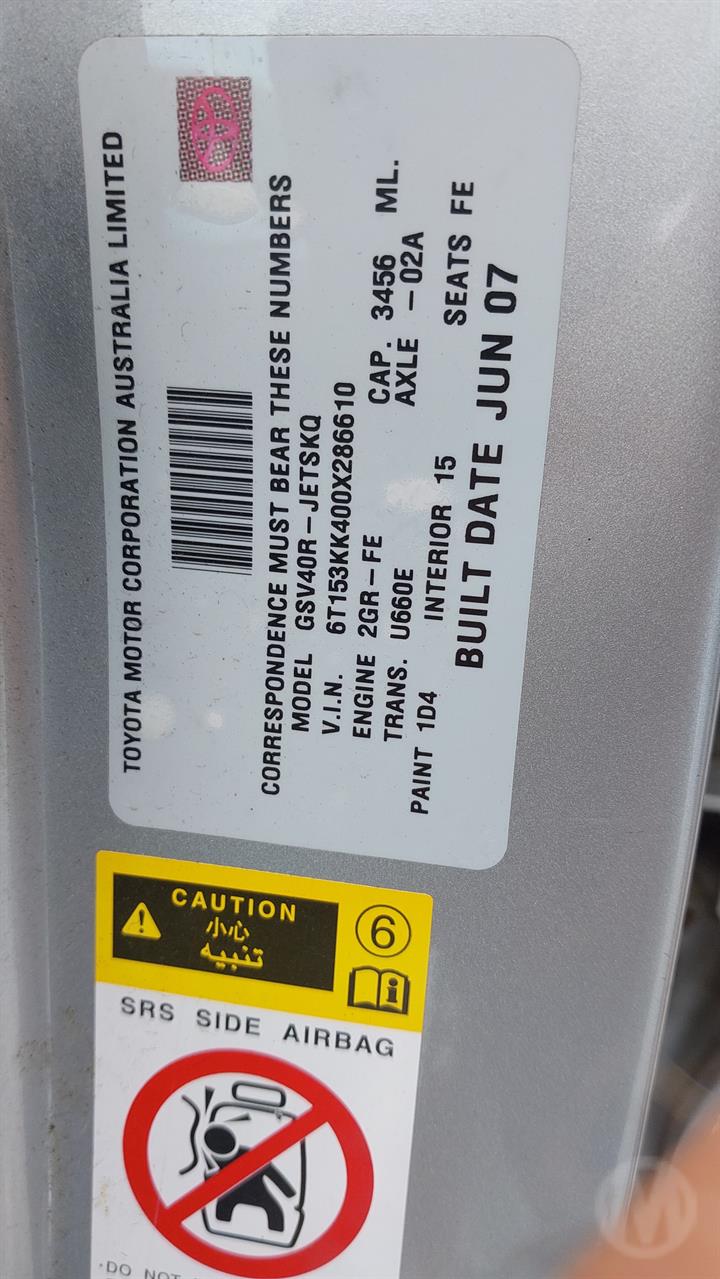 TOYOTA MOTOR CORPORATION AUSTRALIA LIMITED
CORRESPONDENCE MUST BEAR THESE NUMBERS
MODEL GSV40R-JETSKQ
V.I.N. 6T153KK400X286610
ENGINE 2GR-FE CAP. 3456 ML.
TRANS. U660E AXLE -02A
PAINT 1D4 INTERIOR 15 SEATS FE
BUILT DATE JUN 07
CAUTION
小心
تنبيه
6
i
SRS SIDE AIRBAG
·DO NOT
M